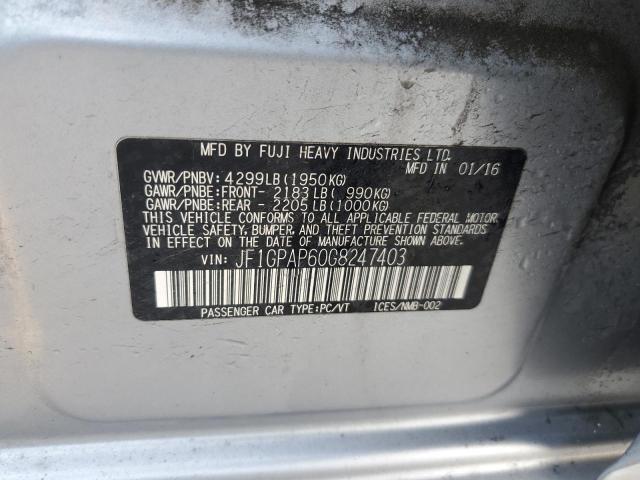 MFD BY FUJI HEAVY INDUSTRIES LTD.
MFD IN 01/16
GVWR/PNBV: 4299LB(1950KG)
GAWR/PNBE:FRONT- 2183LB( 990KG)
GAWR/PNBE:REAR - 2205LB(1000KG)
THIS VEHICLE CONFORMS TO ALL APPLICABLE FEDERAL MOTOR
VEHICLE SAFETY, BUMPER, AND THEFT PREVENTION STANDARDS
IN EFFECT ON THE DATE OF MANUFACTURE SHOWN ABOVE.
VIN: JF1GPAP60G8247403
PASSENGER CAR TYPE:PC/VT ICES/NMB-002